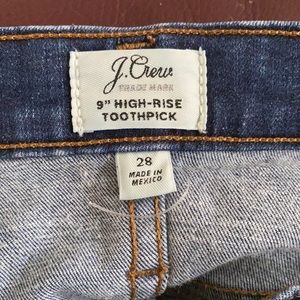 J.Crew
TRADE MARK
9" HIGH-RISE
TOOTHPICK
28
MADE IN
MEXICO